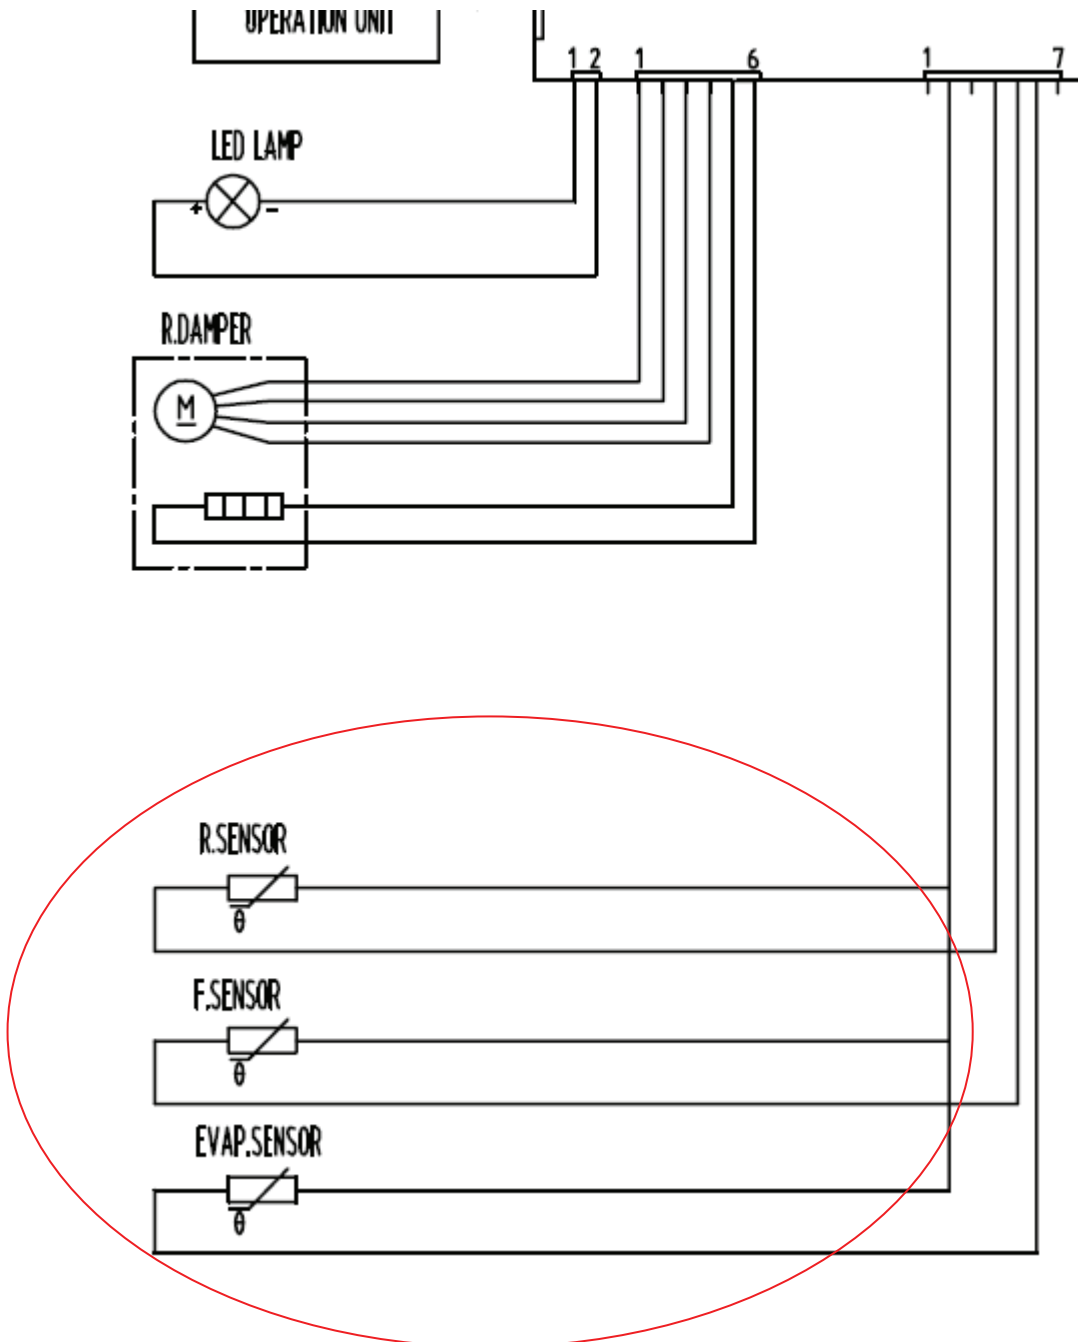 OPERATION UNIT
1 2 1 6 1 7
LED LAMP
+ −
R.DAMPER
M
R.SENSOR
θ
F.SENSOR
θ
EVAP.SENSOR
θ